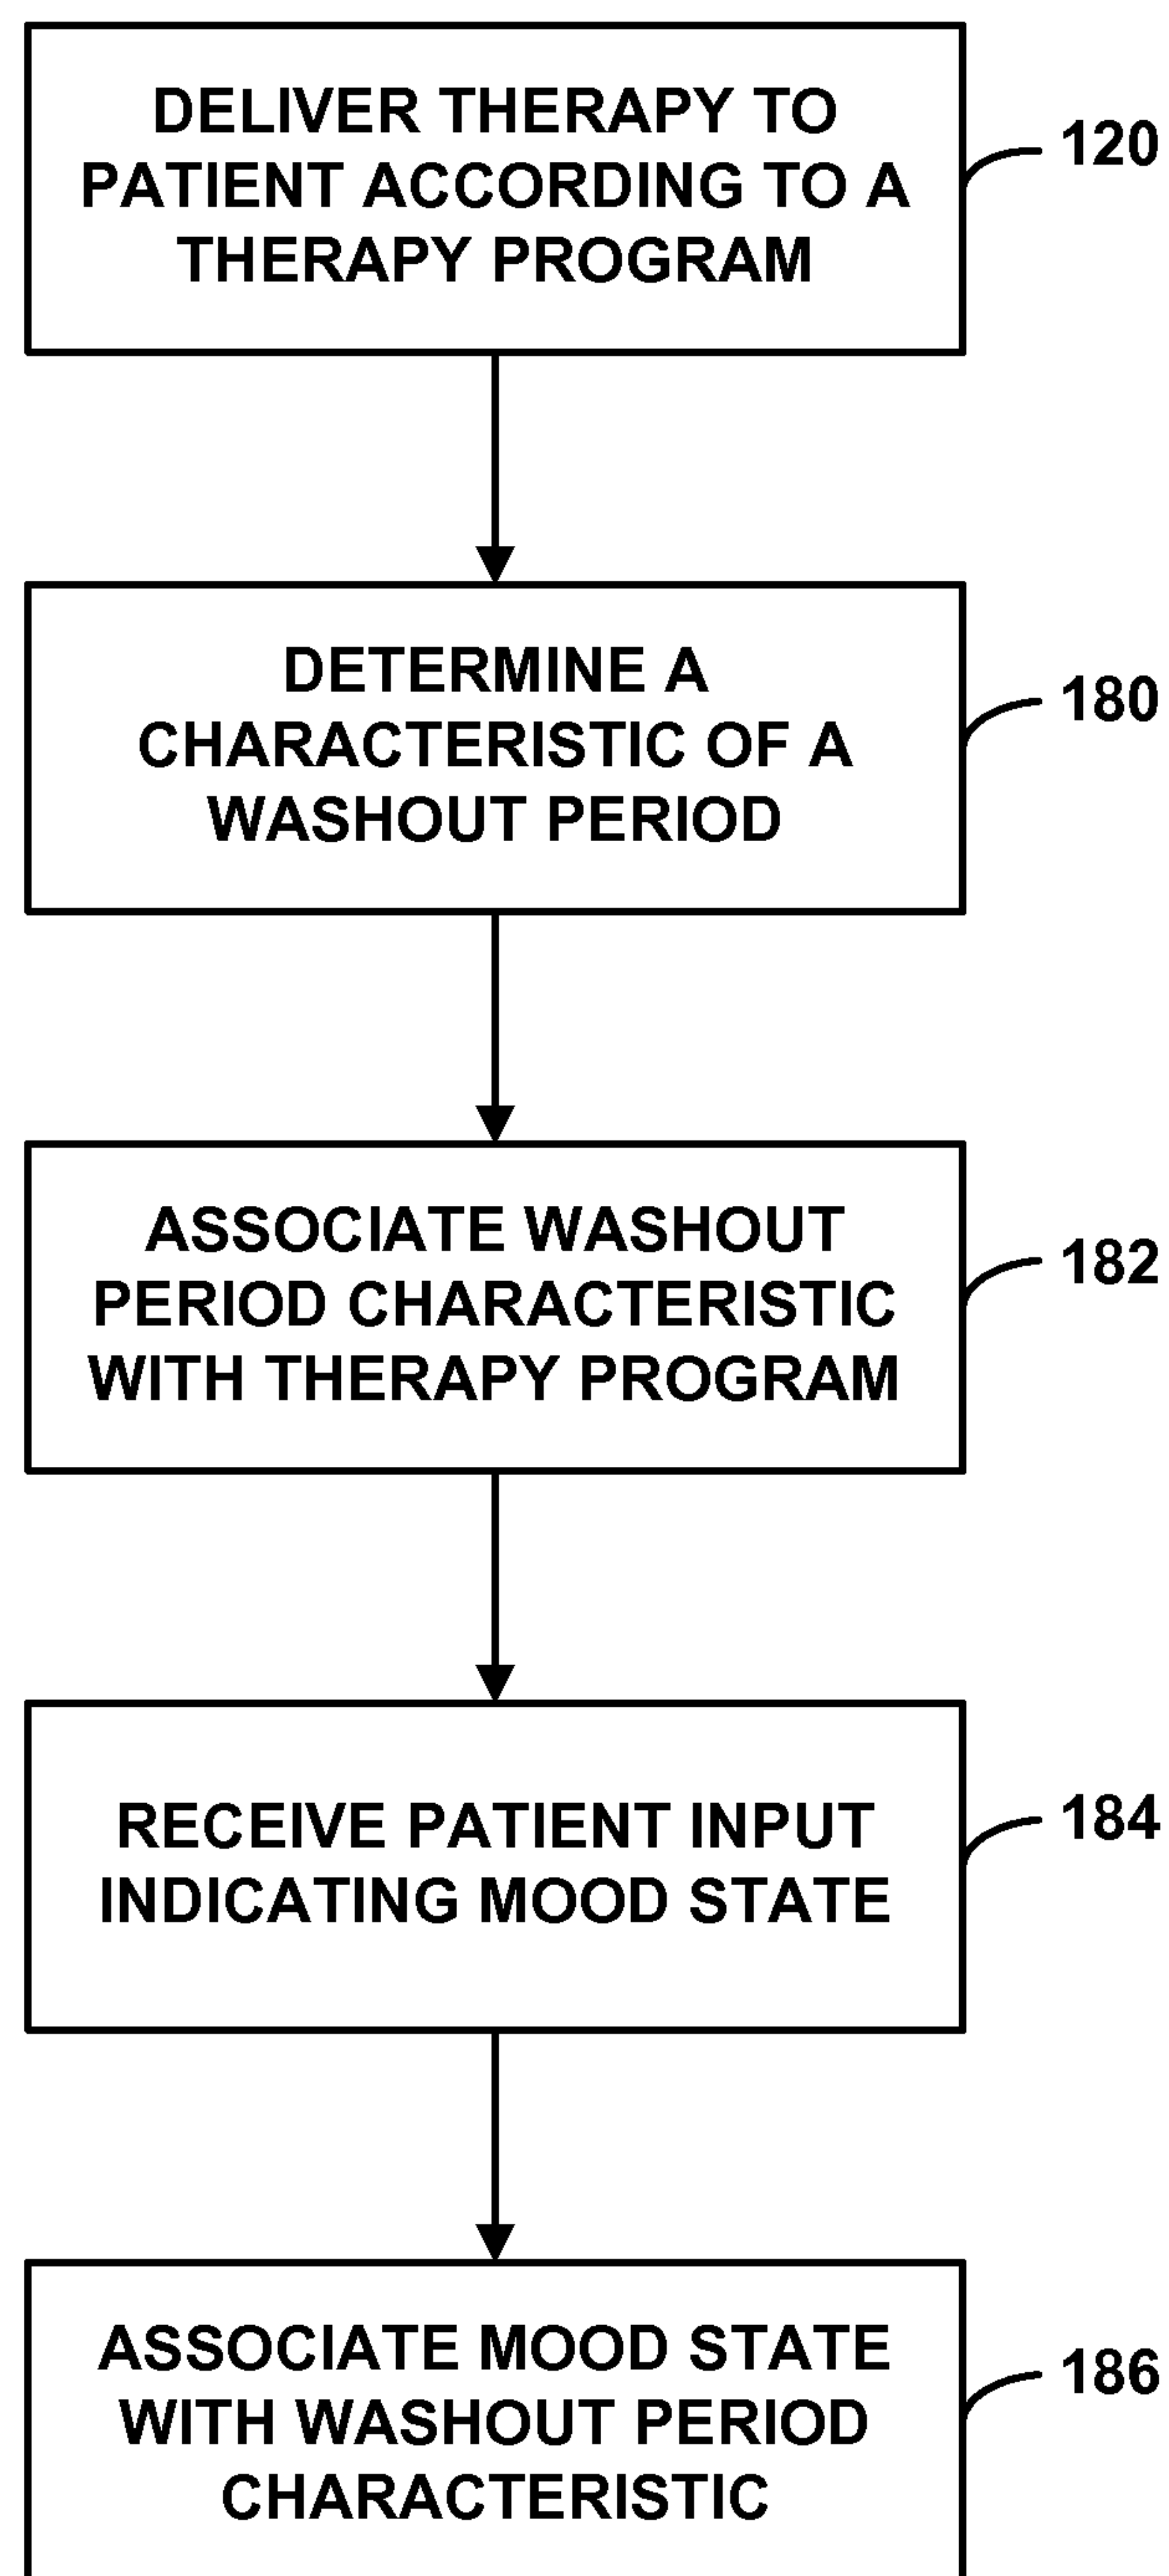 DELIVER THERAPY TO
PATIENT ACCORDING TO A
THERAPY PROGRAM
120
DETERMINE A
CHARACTERISTIC OF A
WASHOUT PERIOD
180
ASSOCIATE WASHOUT
PERIOD CHARACTERISTIC
WITH THERAPY PROGRAM
182
RECEIVE PATIENT INPUT
INDICATING MOOD STATE
184
ASSOCIATE MOOD STATE
WITH WASHOUT PERIOD
CHARACTERISTIC
186